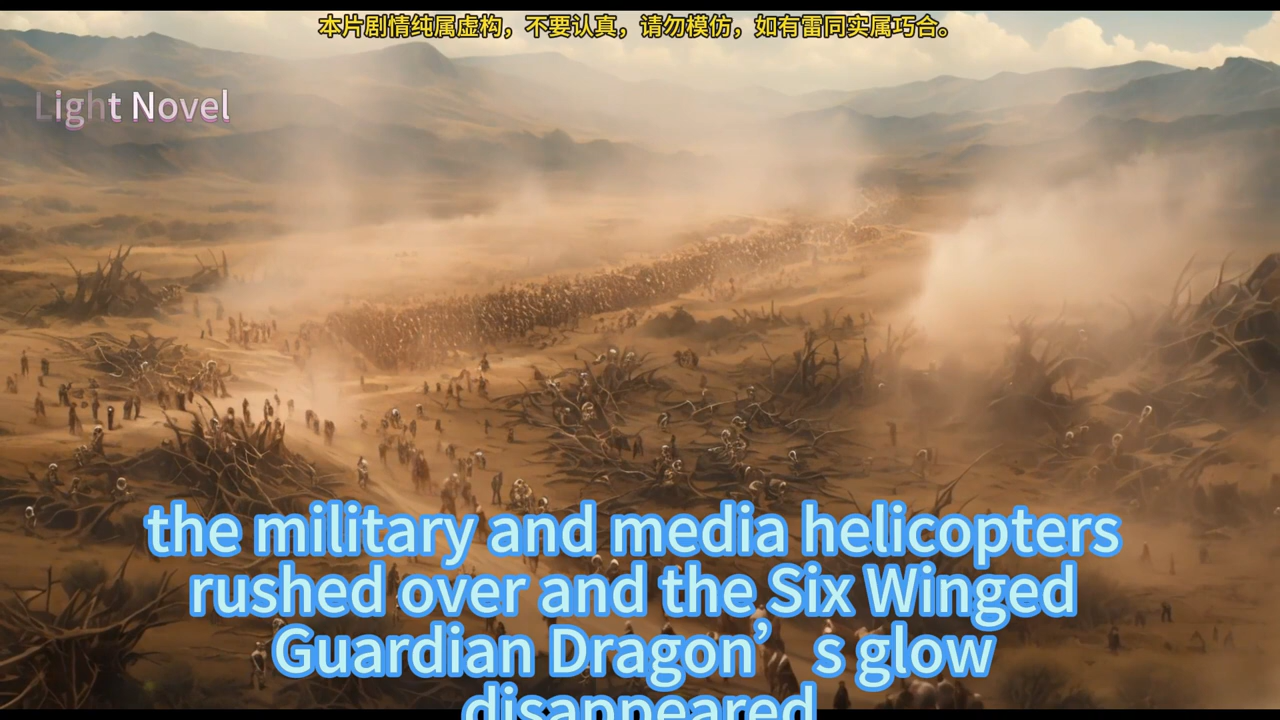 本片剧情纯属虚构，不要认真，请勿模仿，如有雷同实属巧合。
Light Novel
the military and media helicopters
rushed over and the Six Winged
Guardian Dragon’s glow
disappeared